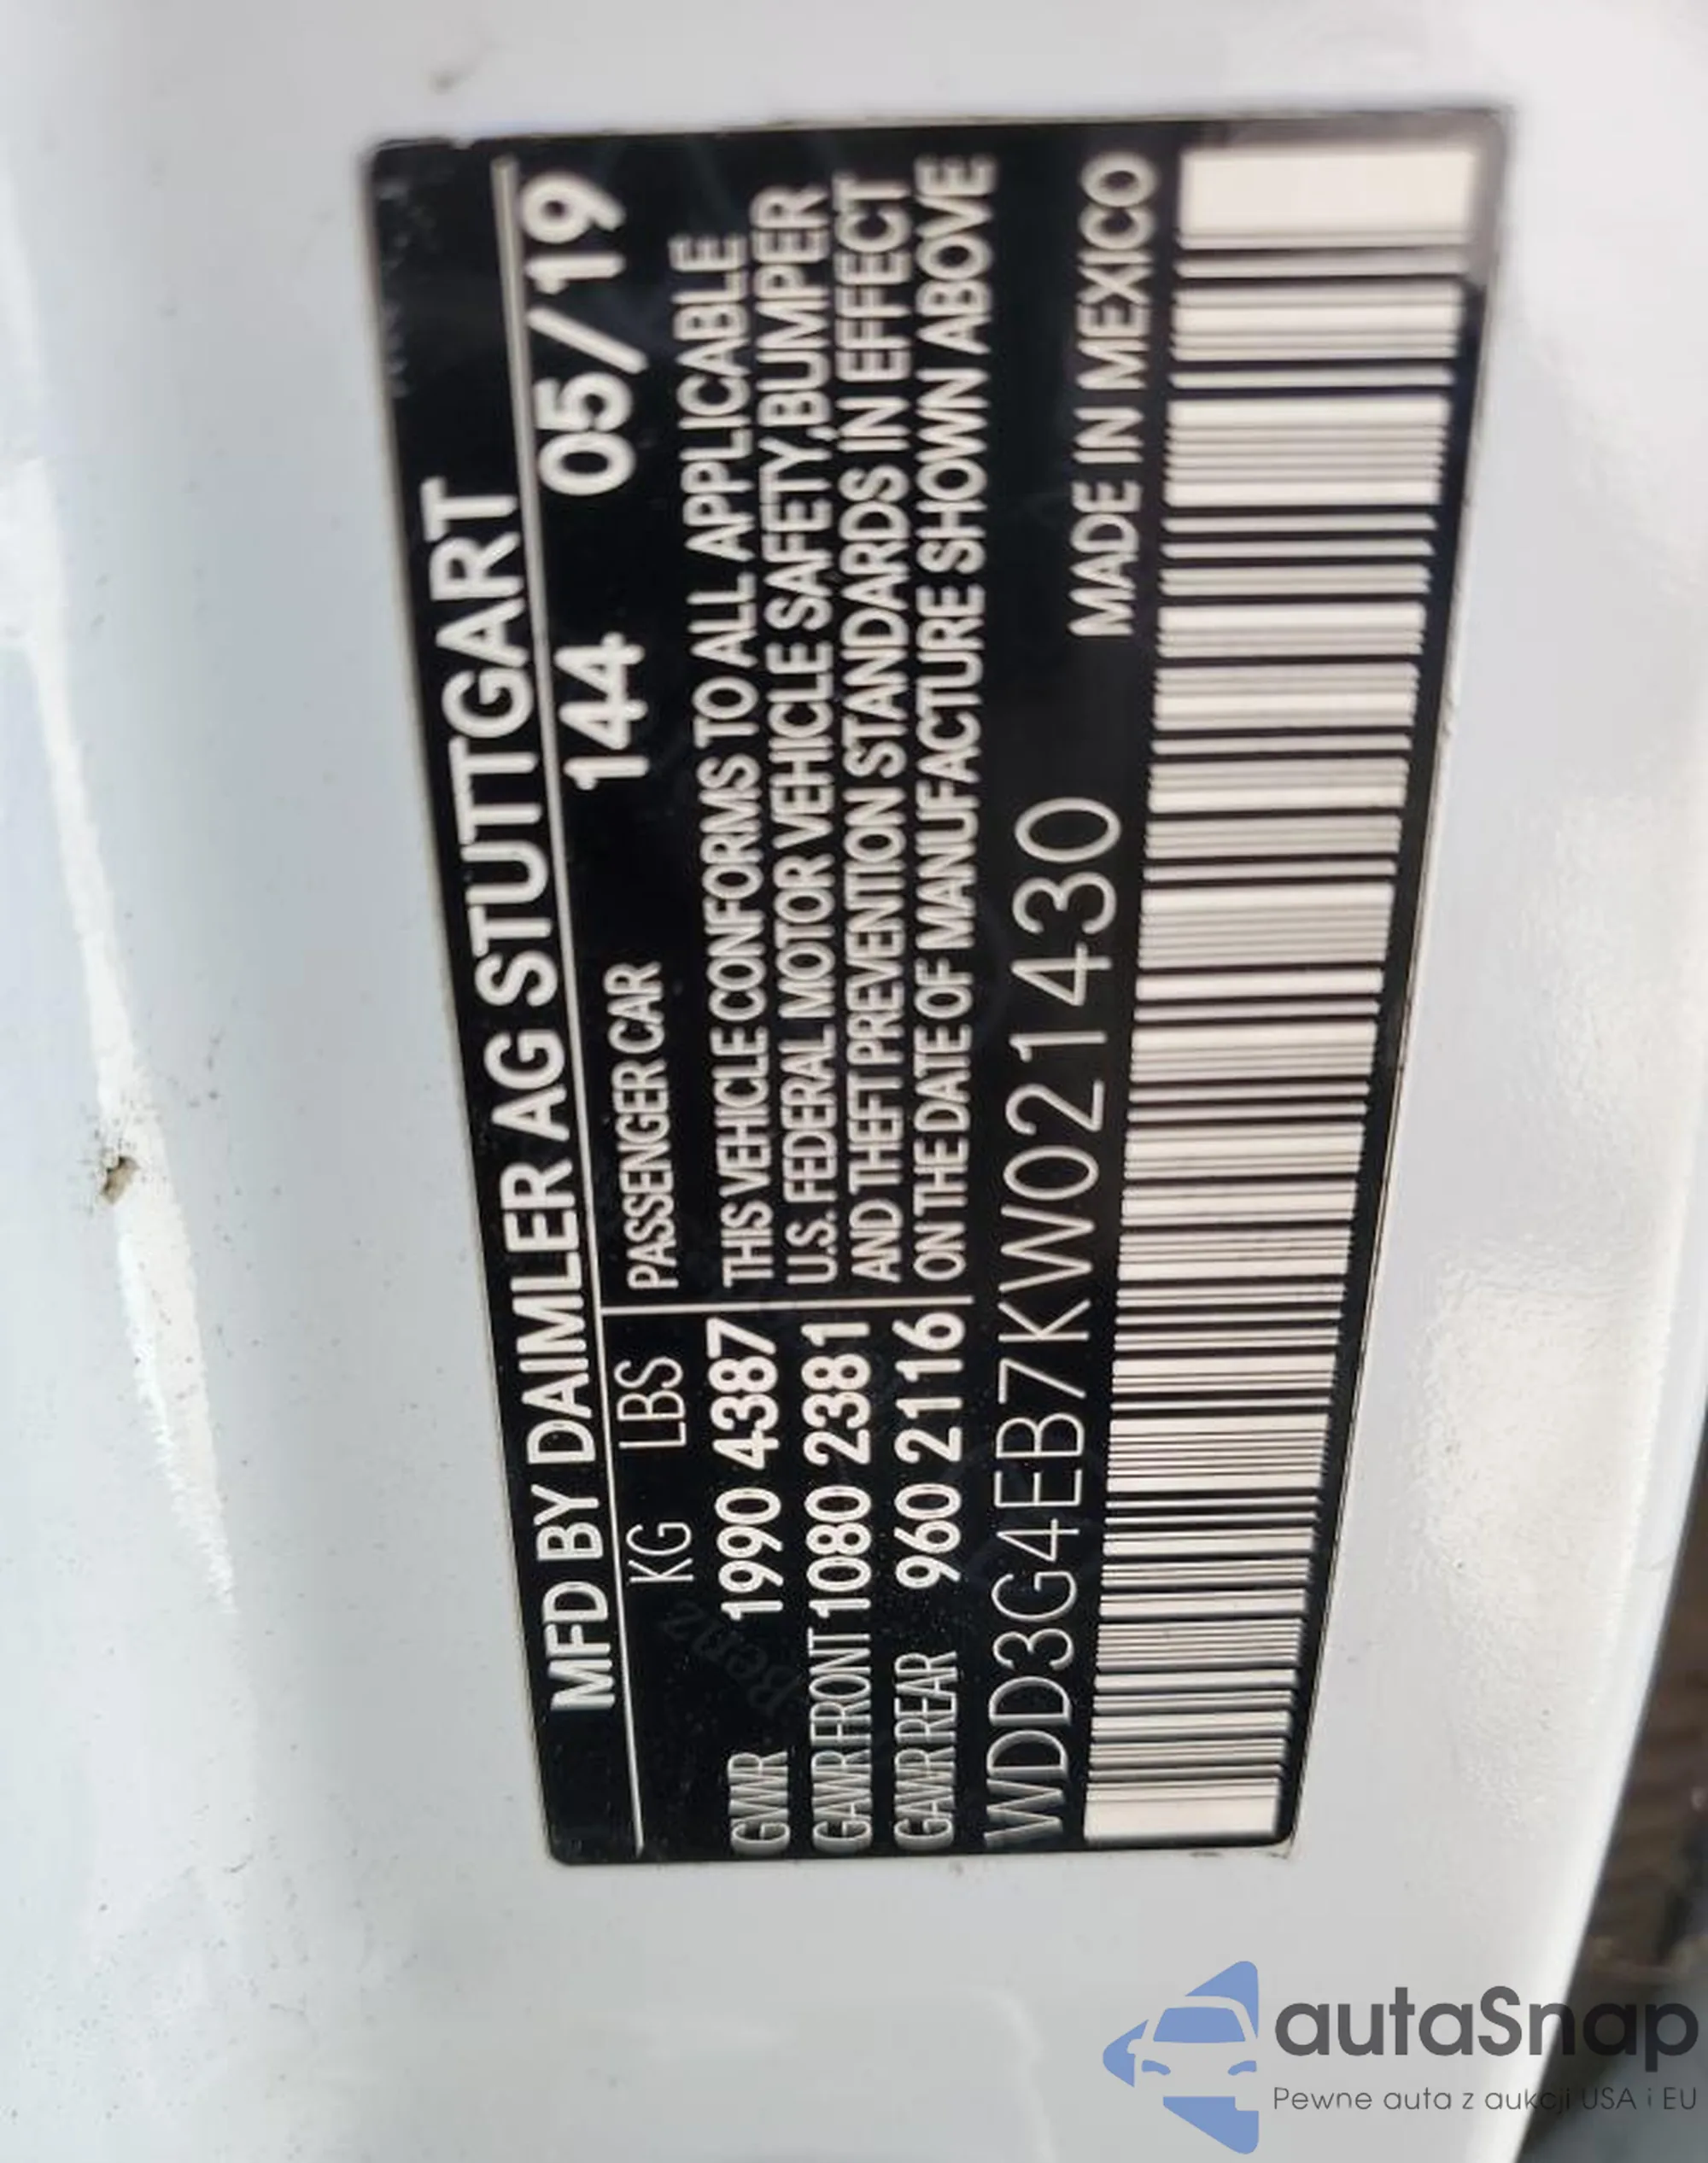 MFD BY DAIMLER AG STUTTGART
KG LBS PASSENGER CAR 144 05/19
GVWR 1990 4387 THIS VEHICLE CONFORMS TO ALL APPLICABLE
GAWR FRONT 1080 2381 U.S. FEDERAL MOTOR VEHICLE SAFETY,BUMPER
GAWR REAR 960 2116 AND THEFT PREVENTION STANDARDS IN EFFECT
ON THE DATE OF MANUFACTURE SHOWN ABOVE
WDD3G4EB7KW021430 MADE IN MEXICO
Benz
autaSnap
Pewne auta z aukcji USA i EU